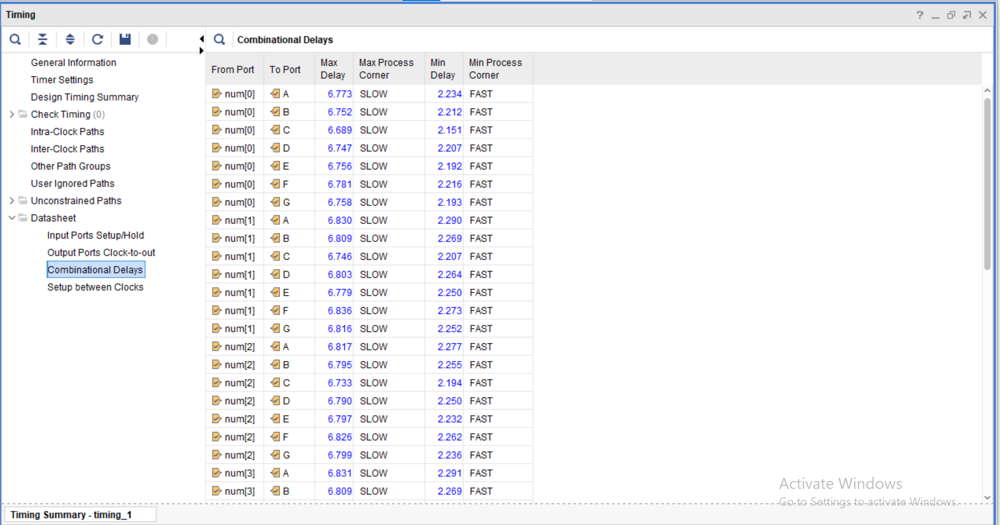 Timing
Combinational Delays
General Information
Timer Settings
Design Timing Summary
Check Timing (0)
Intra-Clock Paths
Inter-Clock Paths
Other Path Groups
User Ignored Paths
Unconstrained Paths
Datasheet
Input Ports Setup/Hold
Output Ports Clock-to-out
Combinational Delays
Setup between Clocks
From Port To Port Max Delay Max Process Corner Min Delay Min Process Corner
num[0] A 6.773 SLOW 2.234 FAST
num[0] B 6.752 SLOW 2.212 FAST
num[0] C 6.689 SLOW 2.151 FAST
num[0] D 6.747 SLOW 2.207 FAST
num[0] E 6.756 SLOW 2.192 FAST
num[0] F 6.781 SLOW 2.216 FAST
num[0] G 6.758 SLOW 2.193 FAST
num[1] A 6.830 SLOW 2.290 FAST
num[1] B 6.809 SLOW 2.269 FAST
num[1] C 6.746 SLOW 2.207 FAST
num[1] D 6.803 SLOW 2.264 FAST
num[1] E 6.779 SLOW 2.250 FAST
num[1] F 6.836 SLOW 2.273 FAST
num[1] G 6.816 SLOW 2.252 FAST
num[2] A 6.817 SLOW 2.277 FAST
num[2] B 6.795 SLOW 2.255 FAST
num[2] C 6.733 SLOW 2.194 FAST
num[2] D 6.790 SLOW 2.250 FAST
num[2] E 6.797 SLOW 2.232 FAST
num[2] F 6.826 SLOW 2.262 FAST
num[2] G 6.799 SLOW 2.236 FAST
num[3] A 6.831 SLOW 2.291 FAST
num[3] B 6.809 SLOW 2.269 FAST
Activate Windows
Go to Settings to activate Windows.
Timing Summary - timing_1